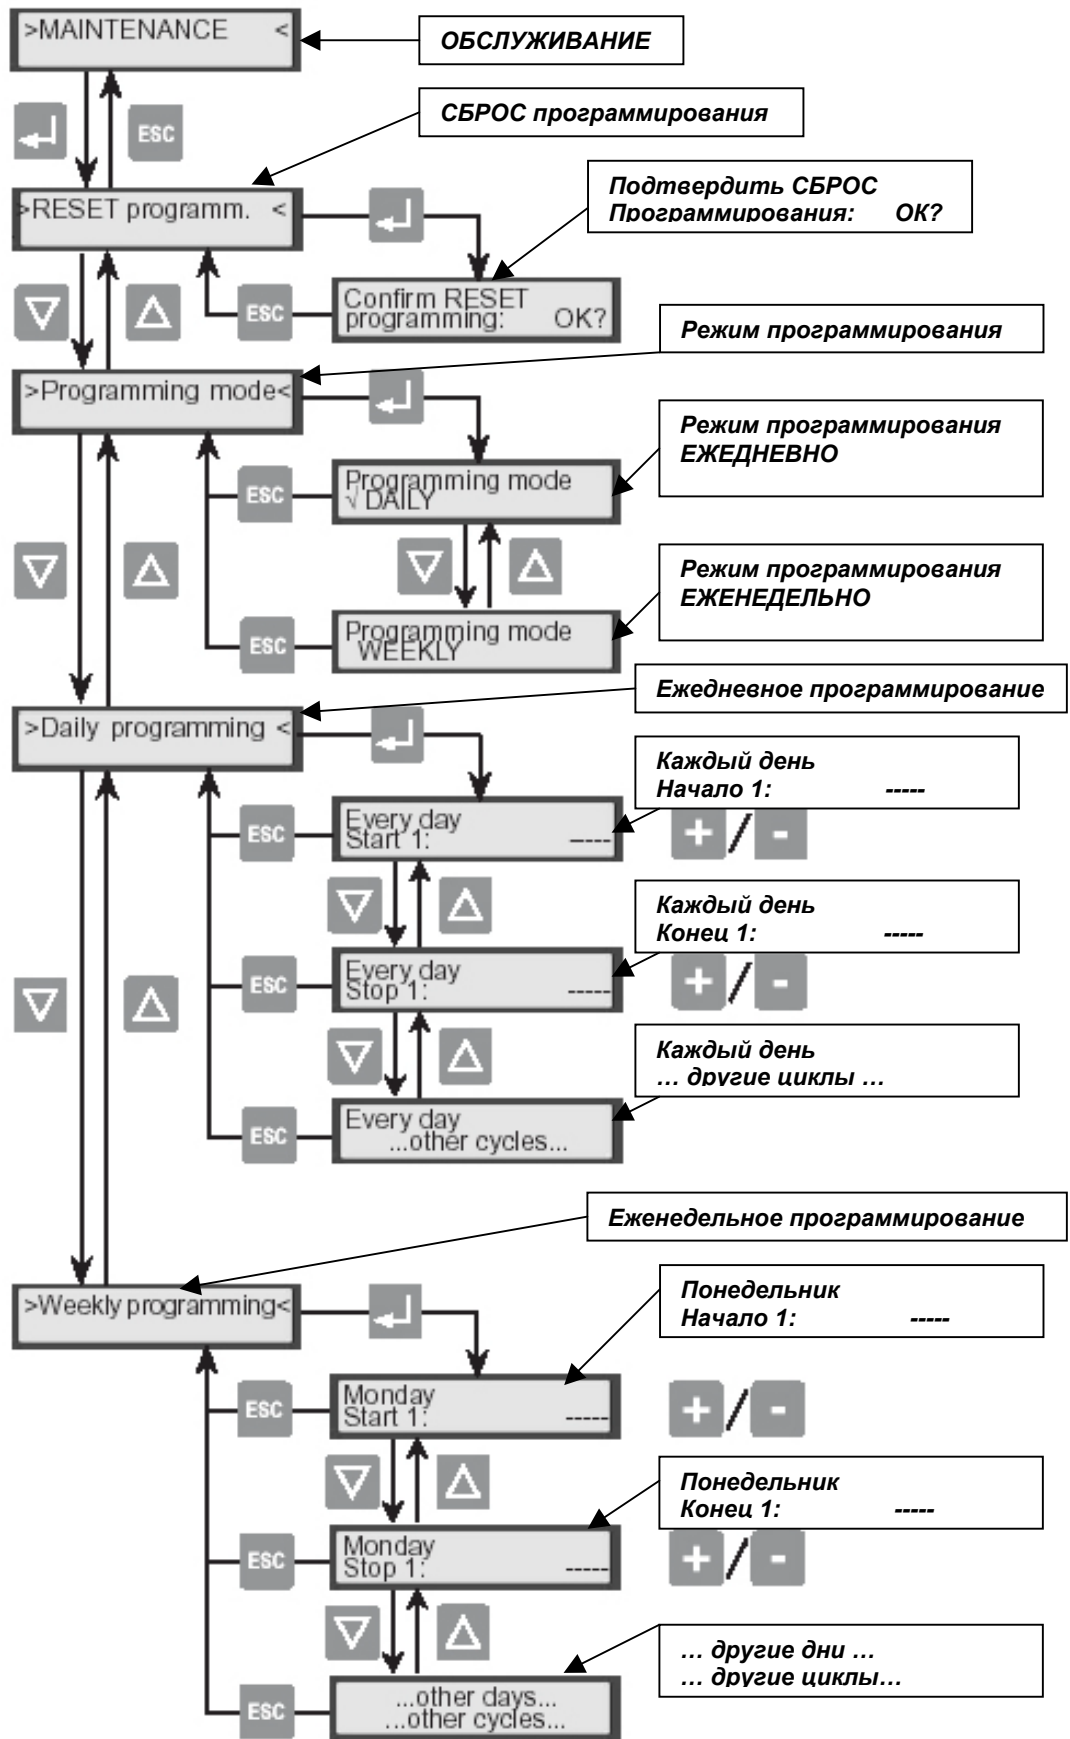 >MAINTENANCE <
ОБСЛУЖИВАНИЕ
ESC
СБРОС программирования
>RESET programm. <
Подтвердить СБРОС
Программирования: ОК?
ESC
Confirm RESET
programming: OK?
Режим программирования
>Programming mode<
Режим программирования
ЕЖЕДНЕВНО
ESC
Programming mode
√ DAILY
Режим программирования
ЕЖЕНЕДЕЛЬНО
ESC
Programming mode
WEEKLY
Ежедневное программирование
>Daily programming <
Каждый день
Начало 1: -----
ESC
Every day
Start 1: -----
+ / -
Каждый день
Конец 1: -----
ESC
Every day
Stop 1: -----
+ / -
Каждый день
… другие циклы …
ESC
Every day
...other cycles...
Еженедельное программирование
>Weekly programming<
Понедельник
Начало 1: -----
ESC
Monday
Start 1: -----
+ / -
Понедельник
Конец 1: -----
ESC
Monday
Stop 1: -----
+ / -
… другие дни …
… другие циклы…
ESC
...other days...
...other cycles...